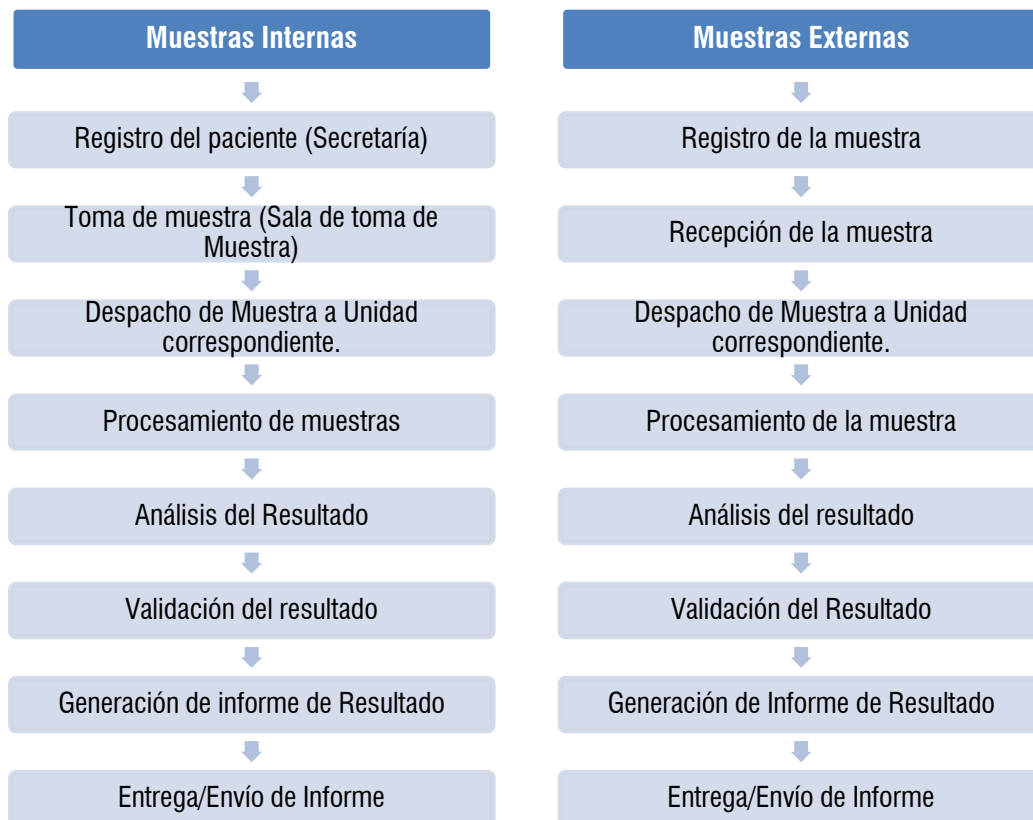 Muestras Internas
Registro del paciente (Secretaría)
Toma de muestra (Sala de toma de
Muestra)
Despacho de Muestra a Unidad
correspondiente.
Procesamiento de muestras
Análisis del Resultado
Validación del resultado
Generación de informe de Resultado
Entrega/Envío de Informe
Muestras Externas
Registro de la muestra
Recepción de la muestra
Despacho de Muestra a Unidad
correspondiente.
Procesamiento de la muestra
Análisis del resultado
Validación del Resultado
Generación de Informe de Resultado
Entrega/Envío de Informe